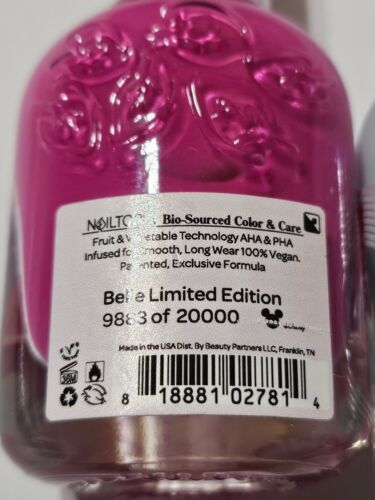 NAILTOPIA Bio-Sourced Color & Care
Fruit & Vegetable Technology AHA & PHA
Infused for Smooth, Long Wear 100% Vegan.
Patented, Exclusive Formula
Belle Limited Edition
9883 of 20000
Disney
Made in the USA Dist. By Beauty Partners LLC, Franklin, TN
36M
8 18881 02781 4